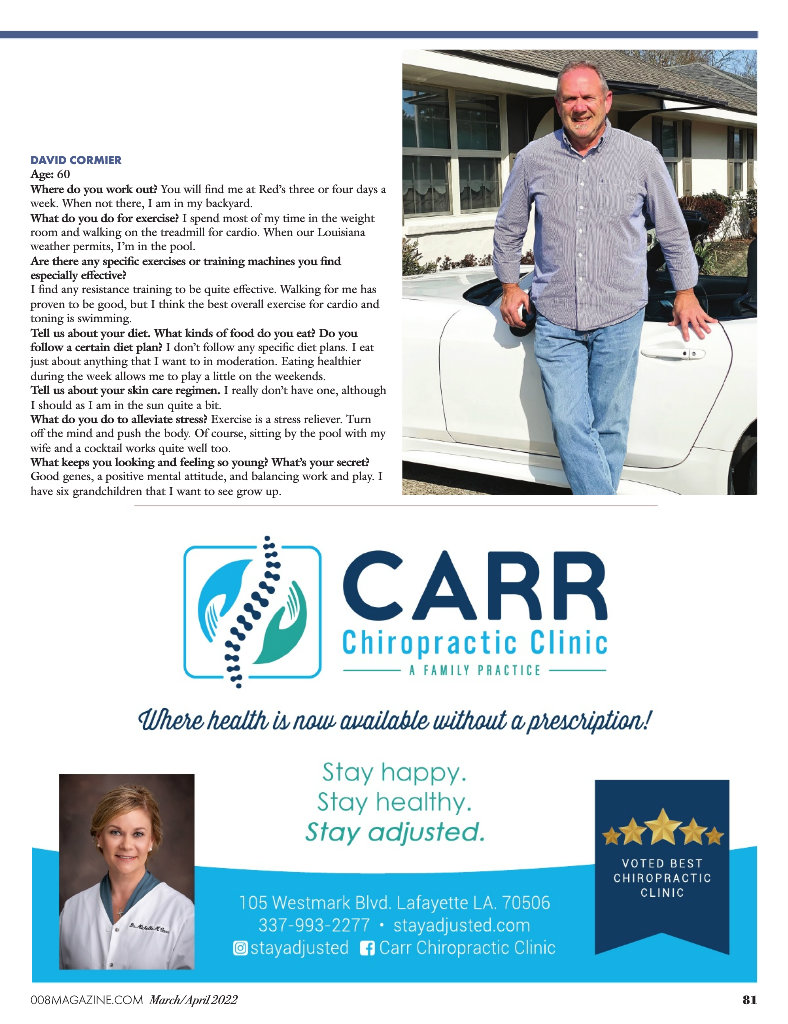 DAVID CORMIER
Age: 60
Where do you work out? You will find me at Red's three or four days a
week. When not there, I am in my backyard.
What do you do for exercise? I spend most of my time in the weight
room and walking on the treadmill for cardio. When our Louisiana
weather permits, I'm in the pool.
Are there any specific exercises or training machines you find
especially effective?
I find any resistance training to be quite effective. Walking for me has
proven to be good, but I think the best overall exercise for cardio and
toning is swimming.
Tell us about your diet. What kinds of food do you eat? Do you
follow a certain diet plan? I don't follow any specific diet plans. I eat
just about anything that I want to in moderation. Eating healthier
during the week allows me to play a little on the weekends.
Tell us about your skin care regimen. I really don't have one, although
I should as I am in the sun quite a bit.
What do you do to alleviate stress? Exercise is a stress reliever. Turn
off the mind and push the body. Of course, sitting by the pool with my
wife and a cocktail works quite well too.
What keeps you looking and feeling so young? What's your secret?
Good genes, a positive mental attitude, and balancing work and play. I
have six grandchildren that I want to see grow up.
CARR
Chiropractic Clinic
A FAMILY PRACTICE
Where health is now available without a prescription!
Stay happy.
Stay healthy.
Stay adjusted.
VOTED BEST
CHIROPRACTIC
CLINIC
105 Westmark Blvd. Lafayette LA. 70506
337-993-2277 • stayadjusted.com
stayadjusted Carr Chiropractic Clinic
008MAGAZINE.COM March/April 2022
81